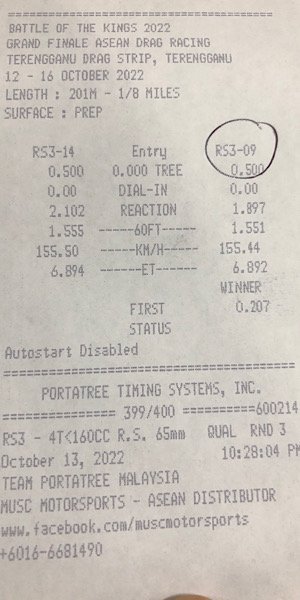 ===================================
BATTLE OF THE KINGS 2022
GRAND FINALE ASEAN DRAG RACING
TERENGGANU DRAG STRIP, TERENGGANU
12 - 16 OCTOBER 2022
LENGTH : 201M - 1/8 MILES
SURFACE : PREP
RS3-14 Entry RS3-09
0.500 0.000 TREE 0.500
0.00 DIAL-IN 0.00
2.102 REACTION 1.897
1.555 -----60FT----- 1.551
155.50 -----KM/H----- 155.44
6.894 ------ET------ 6.892
WINNER
FIRST 0.207
STATUS
Autostart Disabled
===================================
PORTATREE TIMING SYSTEMS, INC.
============== 399/400 ==========600214
RS3 - 4T<160CC R.S. 65mm QUAL RND 3
October 13, 2022 10:28:04 PM
TEAM PORTATREE MALAYSIA
MUSC MOTORSPORTS - ASEAN DISTRIBUTOR
www.facebook.com/muscmotorsports
+6016-6681490